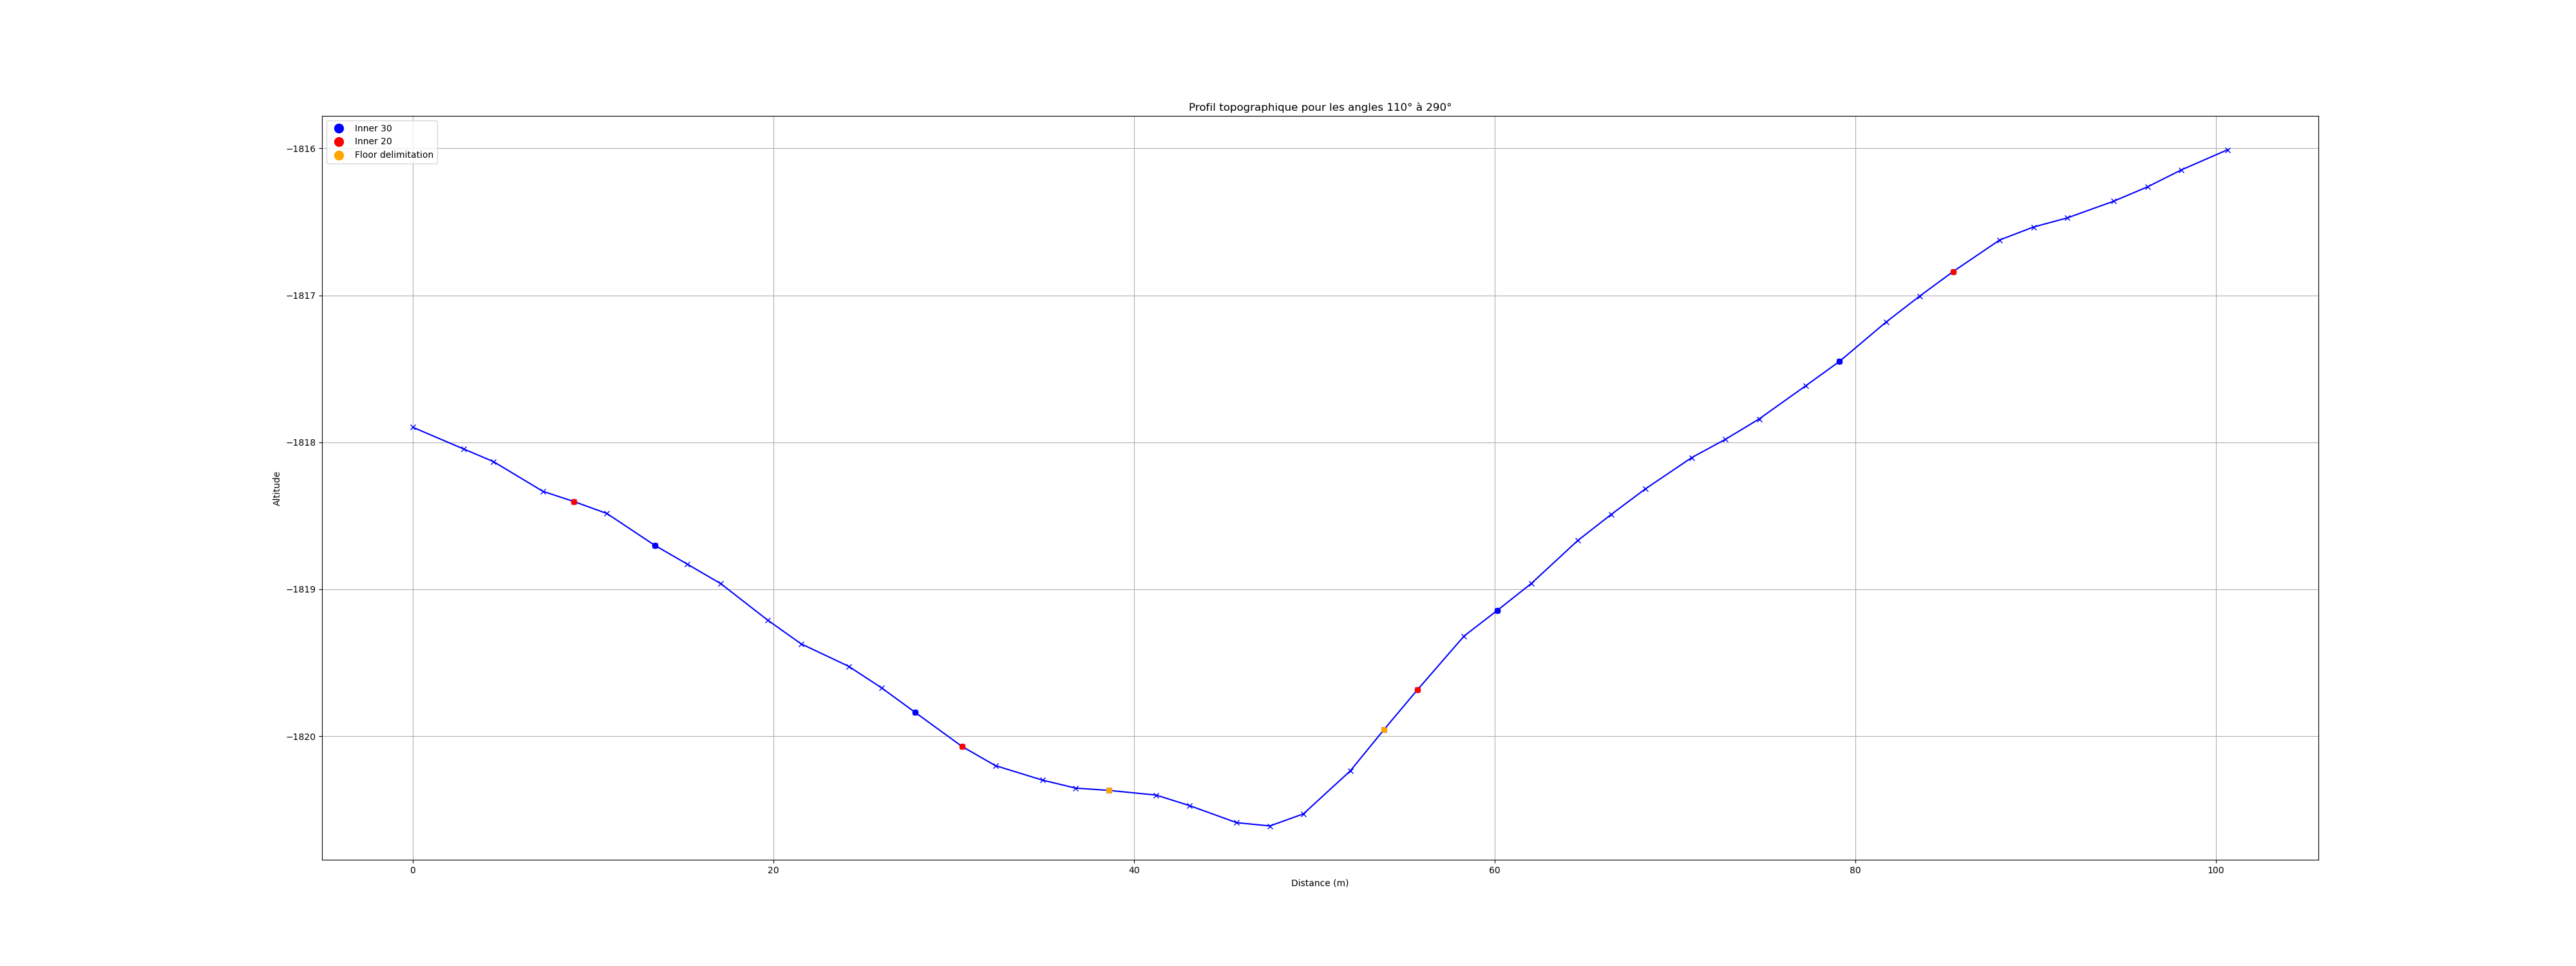 Profil topographique pour les angles 110° à 290°
Inner 30
Inner 20
Floor delimitation
−1816
−1817
−1818
−1819
−1820
Altitude
0 20 40 60 80 100
Distance (m)